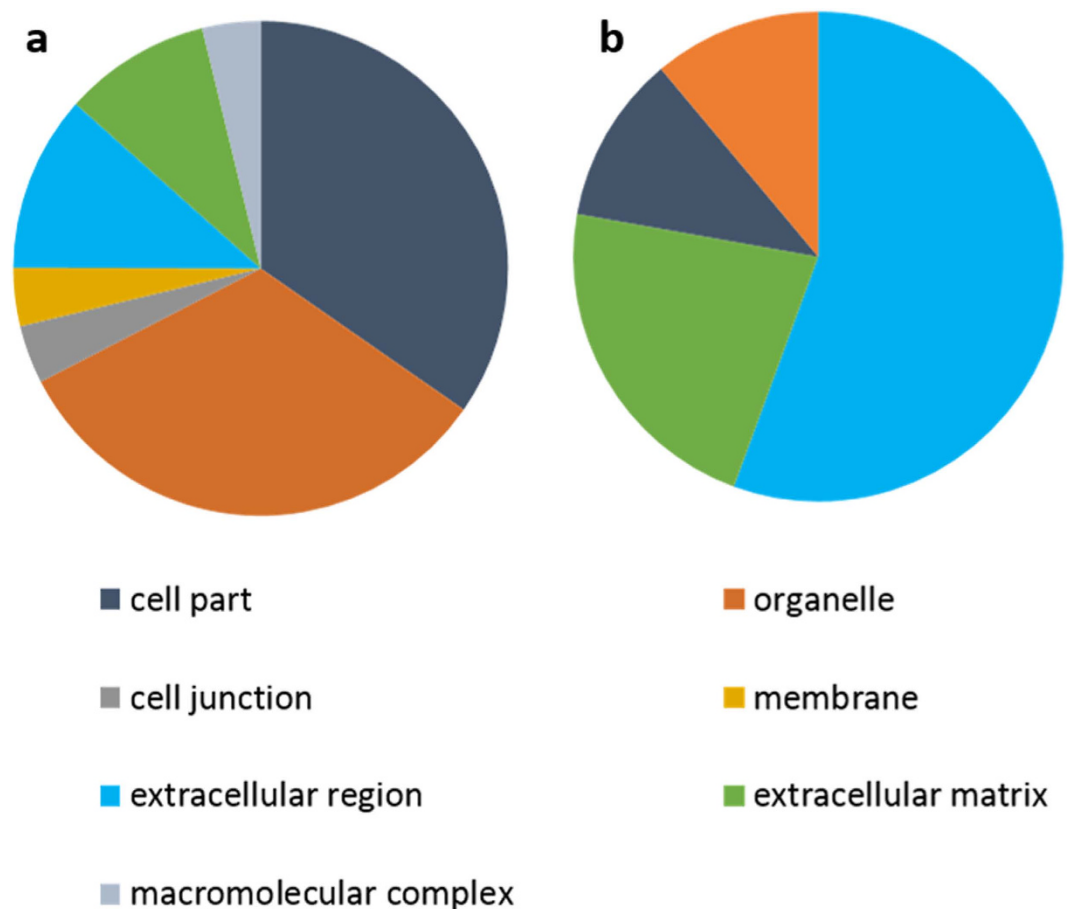 a
b
cell part
organelle
cell junction
membrane
extracellular region
extracellular matrix
macromolecular complex